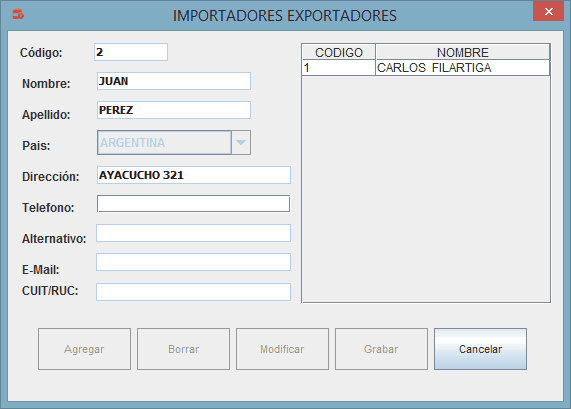 IMPORTADORES EXPORTADORES
Código: 2
Nombre: JUAN
Apellido: PEREZ
Pais: ARGENTINA
Dirección: AYACUCHO 321
Telefono:
Alternativo:
E-Mail:
CUIT/RUC:
CODIGO NOMBRE
1 CARLOS FILARTIGA
Agregar Borrar Modificar Grabar Cancelar